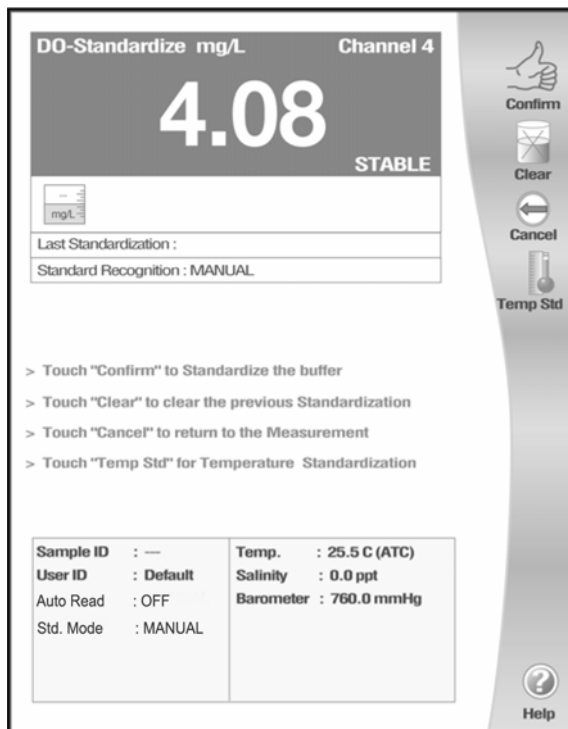 DO-Standardize mg/L Channel 4
4.08
STABLE
--
mg/L
Last Standardization :
Standard Recognition : MANUAL
Confirm
Clear
Cancel
Temp Std
> Touch "Confirm" to Standardize the buffer
> Touch "Clear" to clear the previous Standardization
> Touch "Cancel" to return to the Measurement
> Touch "Temp Std" for Temperature Standardization
Sample ID : ---
User ID : Default
Auto Read : OFF
Std. Mode : MANUAL
Temp. : 25.5 C (ATC)
Salinity : 0.0 ppt
Barometer : 760.0 mmHg
?
Help